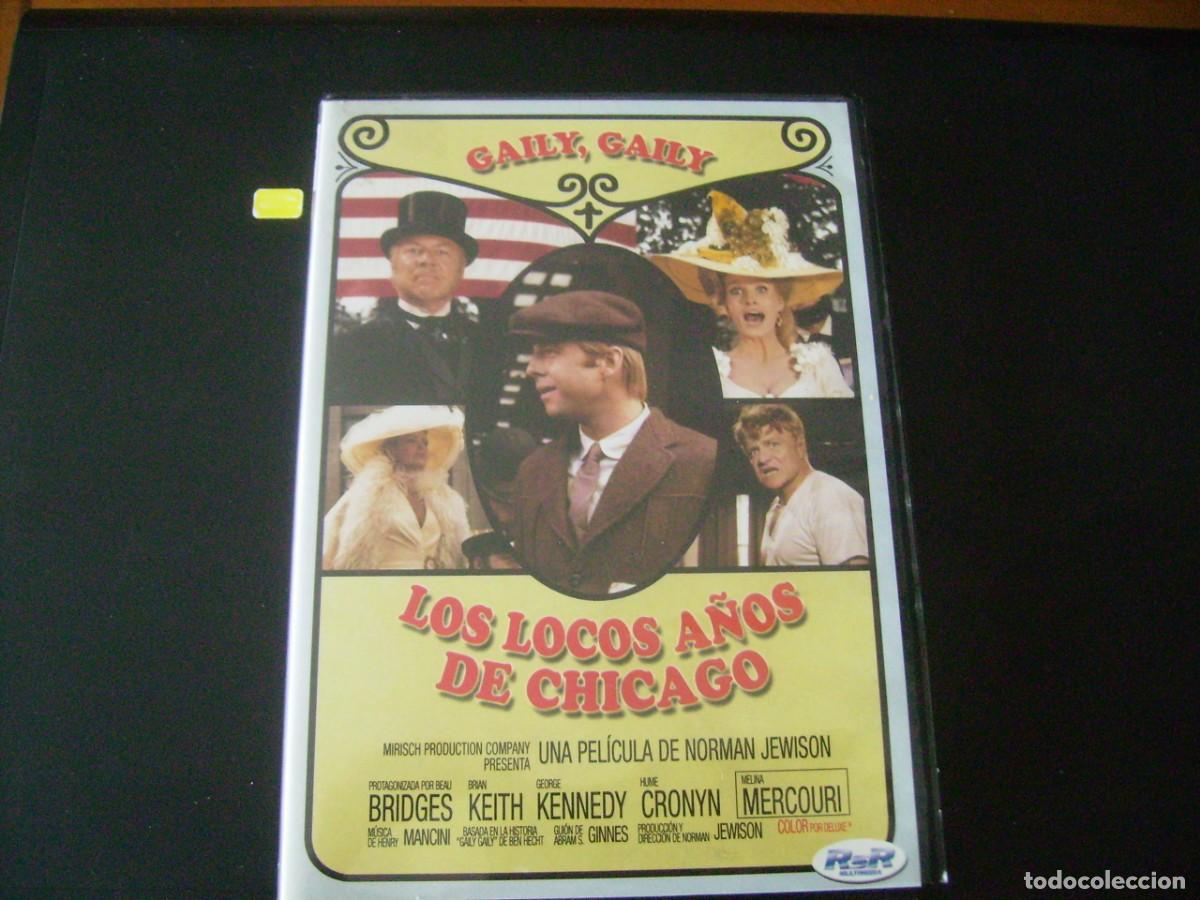 GAILY, GAILY
LOS LOCOS AÑOS
DE CHICAGO
MIRISCH PRODUCTION COMPANY
PRESENTA
UNA PELÍCULA DE NORMAN JEWISON
PROTAGONIZADA POR BEAU
BRIDGES
BRIAN
KEITH
GEORGE
KENNEDY
HUME
CRONYN
MELINA
MERCOURI
MÚSICA
DE HENRY
MANCINI
BASADA EN LA HISTORIA
"GAILY GAILY" DE BEN HECHT
GUIÓN DE
ABRAM S.
GINNES
PRODUCCIÓN Y
DIRECCIÓN DE NORMAN
JEWISON
COLOR POR DELUXE ®
RSR
MULTIMEDIA
todocoleccion